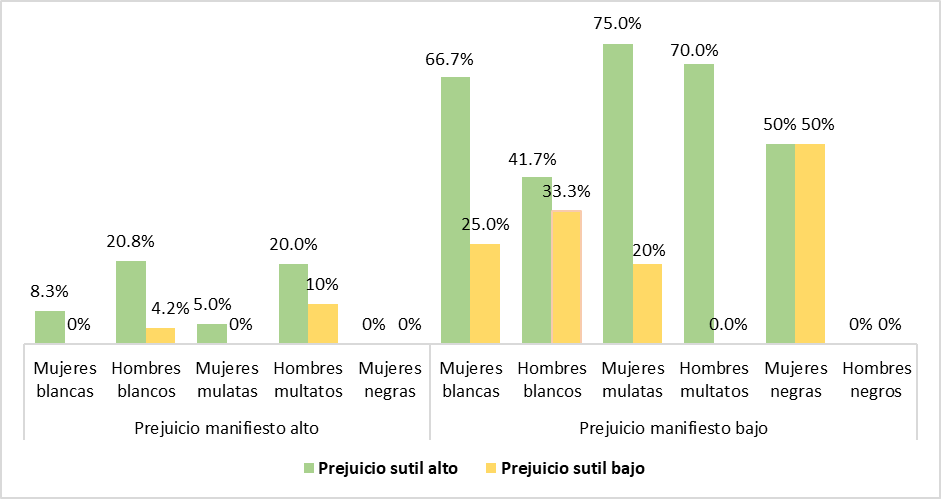 75.0%
66.7%
70.0%
41.7%
50% 50%
33.3%
25.0%
20.8%
20.0%
20%
10%
8.3%
4.2%
5.0%
0%
0%
0% 0%
0.0%
0% 0%
Mujeres blancas
Hombres blancos
Mujeres mulatas
Hombres multatos
Mujeres negras
Mujeres blancas
Hombres blancos
Mujeres mulatas
Hombres multatos
Mujeres negras
Hombres negros
Prejuicio manifiesto alto
Prejuicio manifiesto bajo
Prejuicio sutil alto
Prejuicio sutil bajo